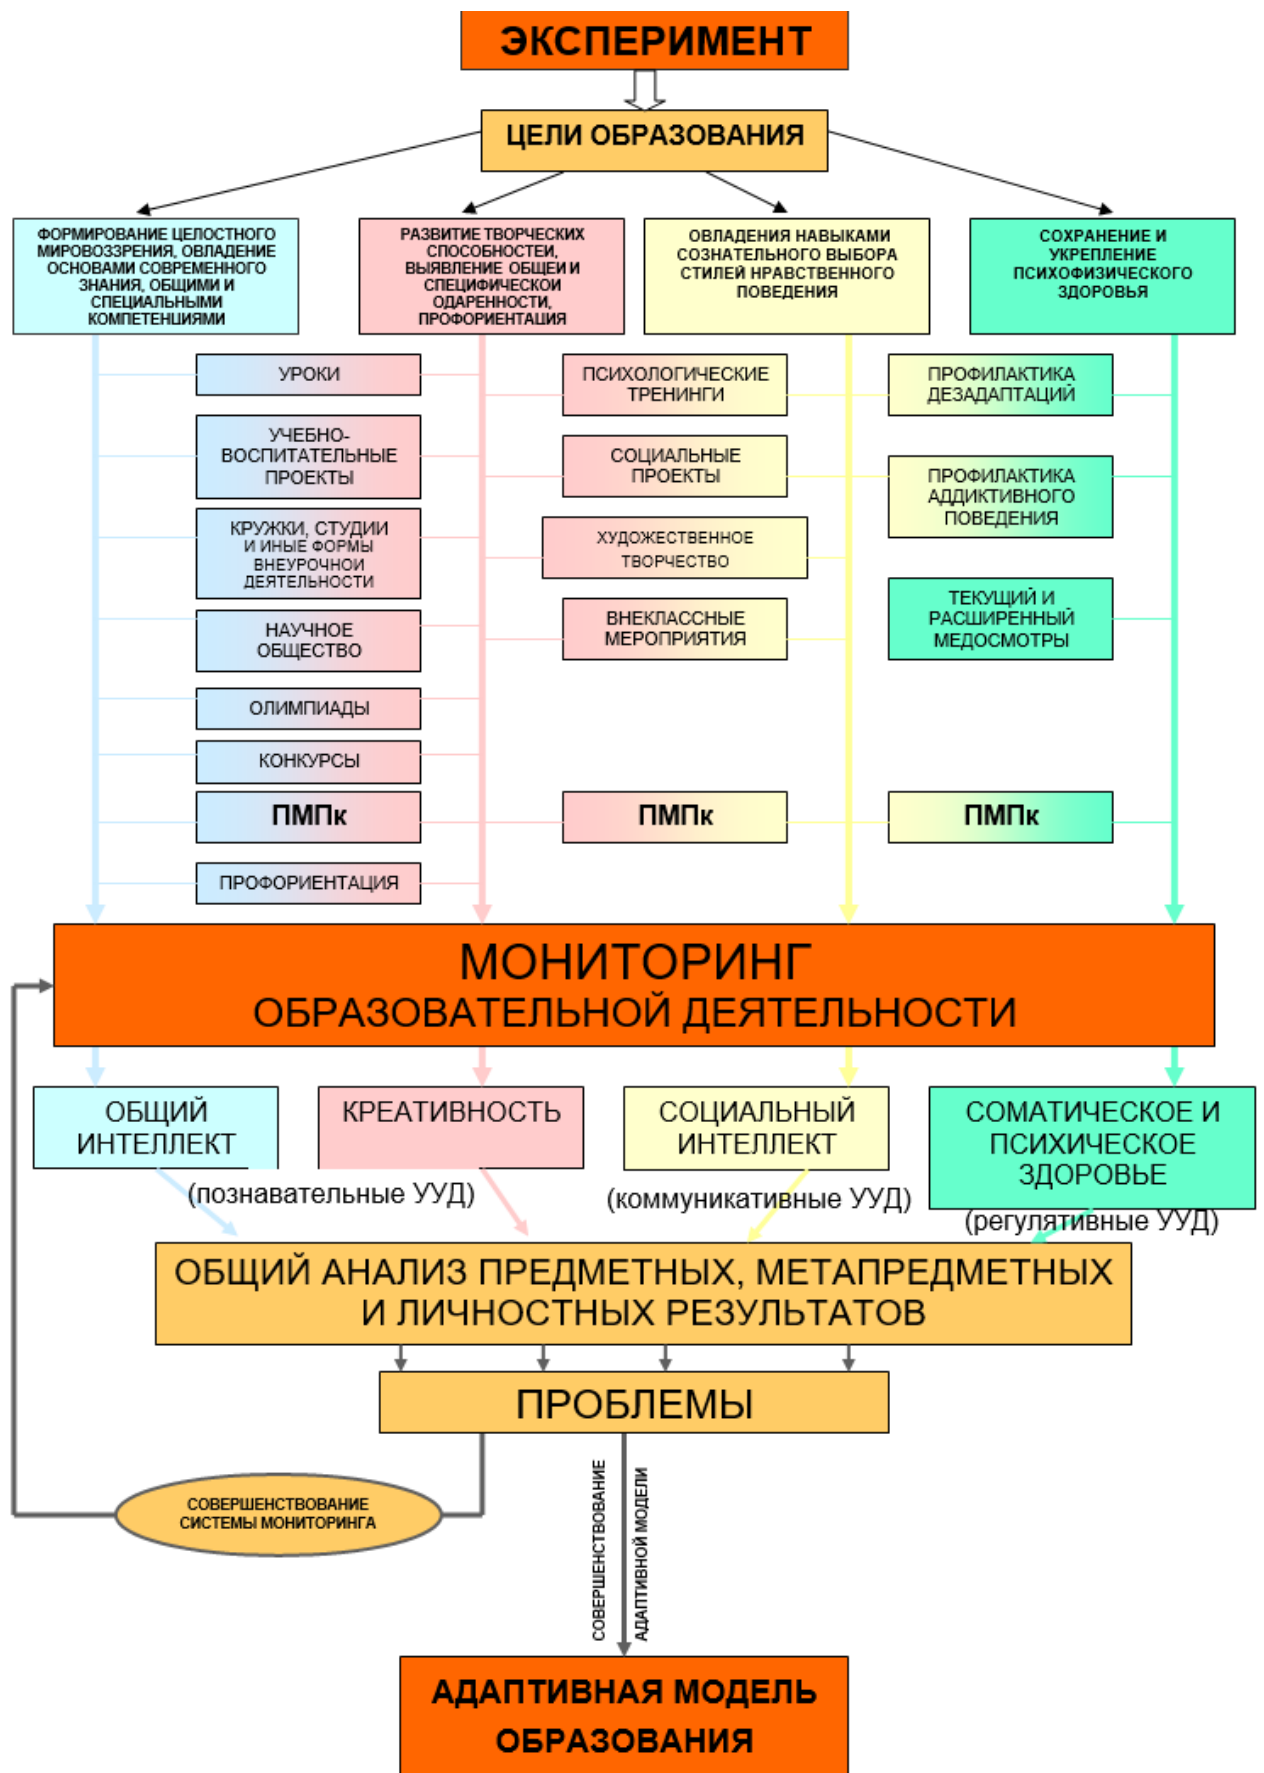 ЭКСПЕРИМЕНТ
ЦЕЛИ ОБРАЗОВАНИЯ
ФОРМИРОВАНИЕ ЦЕЛОСТНОГО
МИРОВОЗЗРЕНИЯ, ОВЛАДЕНИЕ
ОСНОВАМИ СОВРЕМЕННОГО
ЗНАНИЯ, ОБЩИМИ И
СПЕЦИАЛЬНЫМИ
КОМПЕТЕНЦИЯМИ
РАЗВИТИЕ ТВОРЧЕСКИХ
СПОСОБНОСТЕЙ,
ВЫЯВЛЕНИЕ ОБЩЕЙ И
СПЕЦИФИЧЕСКОЙ
ОДАРЕННОСТИ,
ПРОФОРИЕНТАЦИЯ
ОВЛАДЕНИЯ НАВЫКАМИ
СОЗНАТЕЛЬНОГО ВЫБОРА
СТИЛЕЙ НРАВСТВЕННОГО
ПОВЕДЕНИЯ
СОХРАНЕНИЕ И
УКРЕПЛЕНИЕ
ПСИХОФИЗИЧЕСКОГО
ЗДОРОВЬЯ
УРОКИ
УЧЕБНО-
ВОСПИТАТЕЛЬНЫЕ
ПРОЕКТЫ
КРУЖКИ, СТУДИИ
И ИНЫЕ ФОРМЫ
ВНЕУРОЧНОЙ
ДЕЯТЕЛЬНОСТИ
НАУЧНОЕ
ОБЩЕСТВО
ОЛИМПИАДЫ
КОНКУРСЫ
ПМПк
ПРОФОРИЕНТАЦИЯ
ПСИХОЛОГИЧЕСКИЕ
ТРЕНИНГИ
СОЦИАЛЬНЫЕ
ПРОЕКТЫ
ХУДОЖЕСТВЕННОЕ
ТВОРЧЕСТВО
ВНЕКЛАССНЫЕ
МЕРОПРИЯТИЯ
ПМПк
ПРОФИЛАКТИКА
ДЕЗАДАПТАЦИЙ
ПРОФИЛАКТИКА
АДДИКТИВНОГО
ПОВЕДЕНИЯ
ТЕКУЩИЙ И
РАСШИРЕННЫЙ
МЕДОСМОТРЫ
ПМПк
МОНИТОРИНГ
ОБРАЗОВАТЕЛЬНОЙ ДЕЯТЕЛЬНОСТИ
ОБЩИЙ
ИНТЕЛЛЕКТ
КРЕАТИВНОСТЬ
(познавательные УУД)
СОЦИАЛЬНЫЙ
ИНТЕЛЛЕКТ
(коммуникативные УУД)
СОМАТИЧЕСКОЕ И
ПСИХИЧЕСКОЕ
ЗДОРОВЬЕ
(регулятивные УУД)
ОБЩИЙ АНАЛИЗ ПРЕДМЕТНЫХ, МЕТАПРЕДМЕТНЫХ
И ЛИЧНОСТНЫХ РЕЗУЛЬТАТОВ
ПРОБЛЕМЫ
СОВЕРШЕНСТВОВАНИЕ
СИСТЕМЫ МОНИТОРИНГА
СОВЕРШЕНСТВОВАНИЕ
АДАПТИВНОЙ МОДЕЛИ
АДАПТИВНАЯ МОДЕЛЬ
ОБРАЗОВАНИЯ